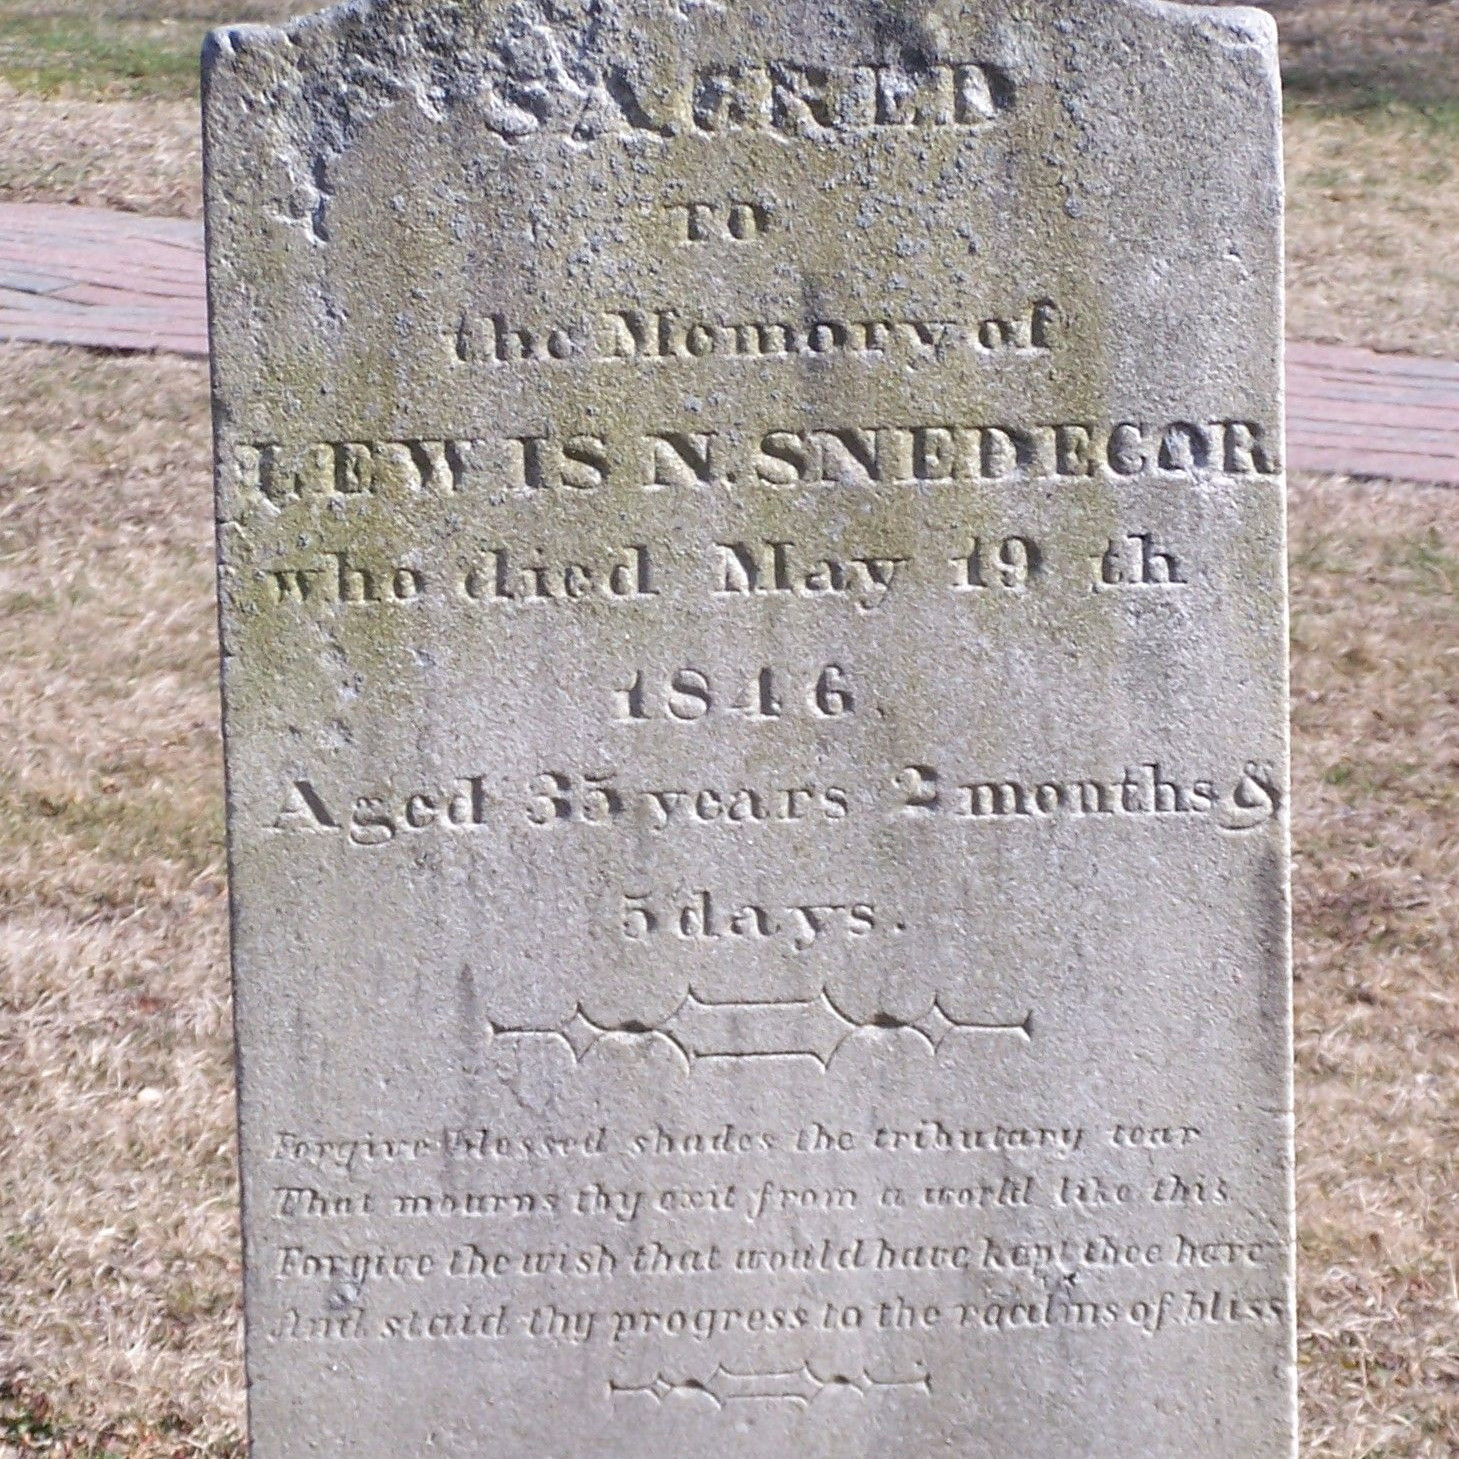 SACRED
TO
the Memory of
LEWIS N. SNEDECOR
who died May 19 th
1846.
Aged 35 years 2 months &
5 days.
Forgive blessed shades the tributary tear
That mourns thy exit from a world like this
Forgive the wish that would have kept thee here
And staid thy progress to the realms of bliss